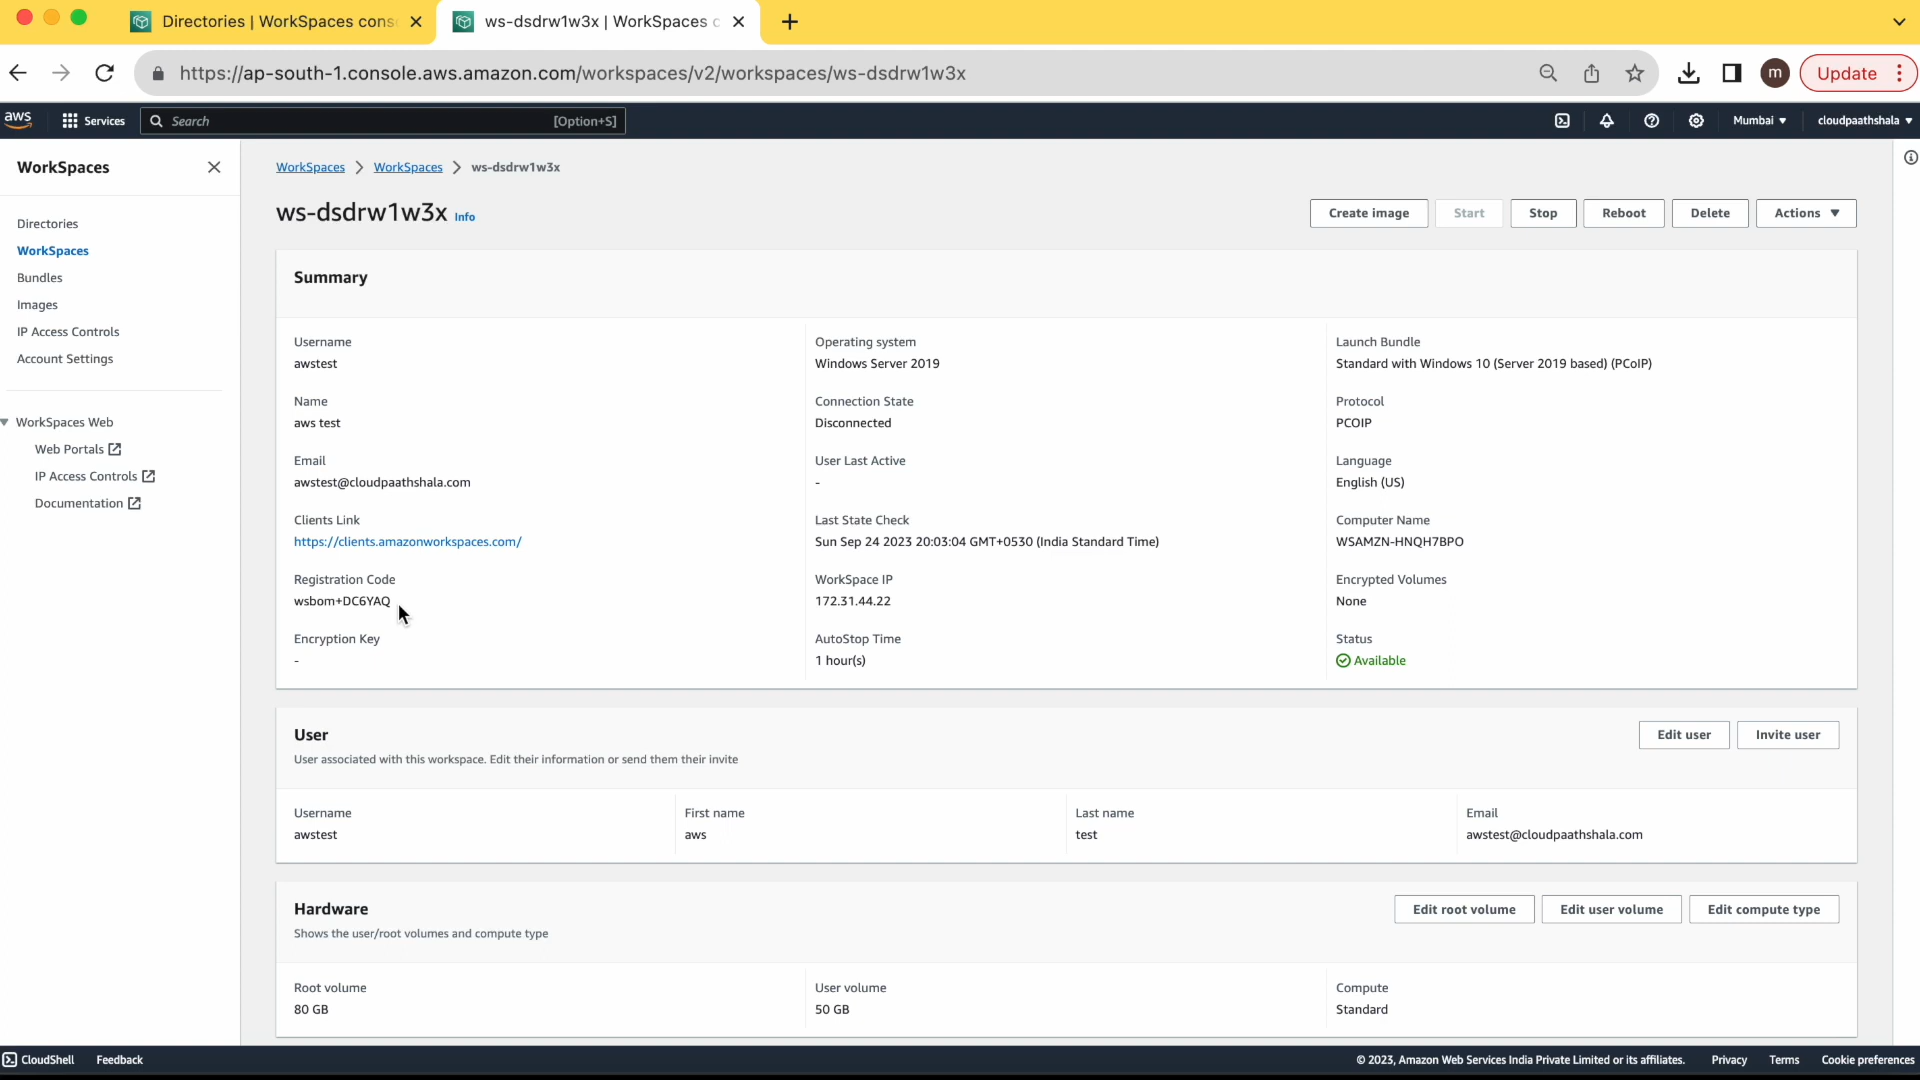 Directories | WorkSpaces cons
ws-dsdrw1w3x | WorkSpaces c
https://ap-south-1.console.aws.amazon.com/workspaces/v2/workspaces/ws-dsdrw1w3x
m
Update
aws
Services
Search
[Option+S]
Mumbai
cloudpaathshala
WorkSpaces
Directories
WorkSpaces
Bundles
Images
IP Access Controls
Account Settings
WorkSpaces Web
Web Portals
IP Access Controls
Documentation
WorkSpaces > WorkSpaces > ws-dsdrw1w3x
ws-dsdrw1w3x Info
Create image
Start
Stop
Reboot
Delete
Actions
Summary
Username
awstest
Name
aws test
Email
awstest@cloudpaathshala.com
Clients Link
https://clients.amazonworkspaces.com/
Registration Code
wsbom+DC6YAQ
Encryption Key
-
Operating system
Windows Server 2019
Connection State
Disconnected
User Last Active
-
Last State Check
Sun Sep 24 2023 20:03:04 GMT+0530 (India Standard Time)
WorkSpace IP
172.31.44.22
AutoStop Time
1 hour(s)
Launch Bundle
Standard with Windows 10 (Server 2019 based) (PCoIP)
Protocol
PCOIP
Language
English (US)
Computer Name
WSAMZN-HNQH7BPO
Encrypted Volumes
None
Status
Available
User
User associated with this workspace. Edit their information or send them their invite
Edit user
Invite user
Username
awstest
First name
aws
Last name
test
Email
awstest@cloudpaathshala.com
Hardware
Shows the user/root volumes and compute type
Edit root volume
Edit user volume
Edit compute type
Root volume
80 GB
User volume
50 GB
Compute
Standard
CloudShell
Feedback
© 2023, Amazon Web Services India Private Limited or its affiliates.
Privacy
Terms
Cookie preferences